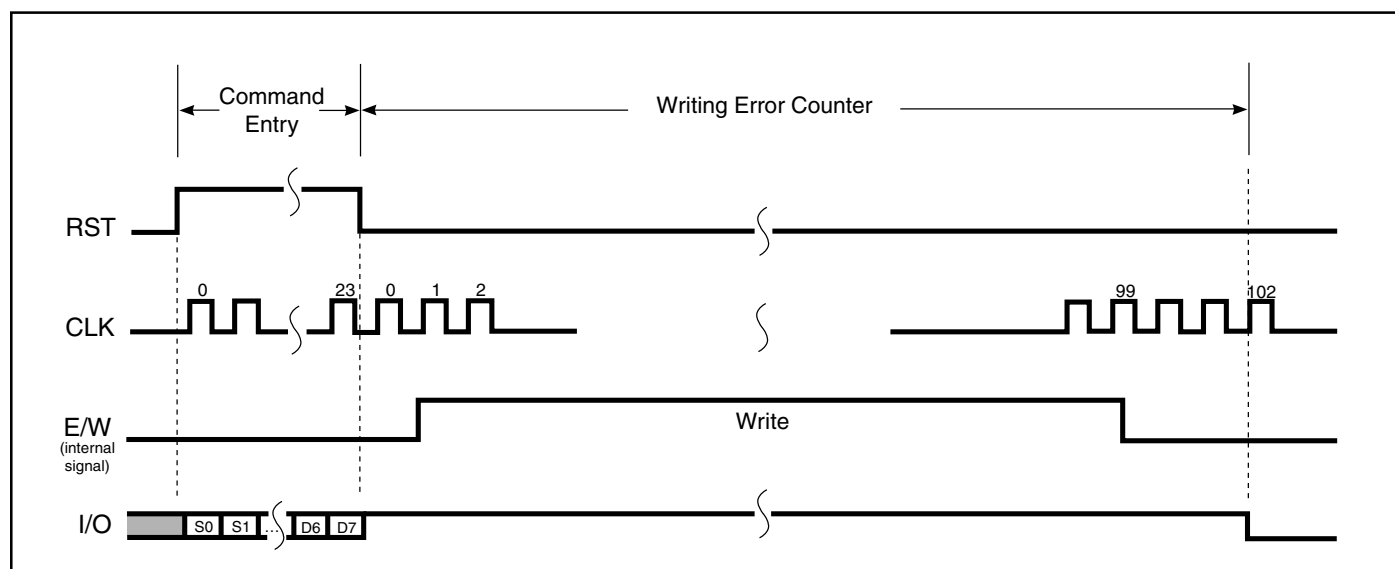 Command
Entry
Writing Error Counter
RST
0
23
0
1
2
99
102
CLK
E/W
(internal
signal)
Write
I/O
S0
S1
...
D6
D7